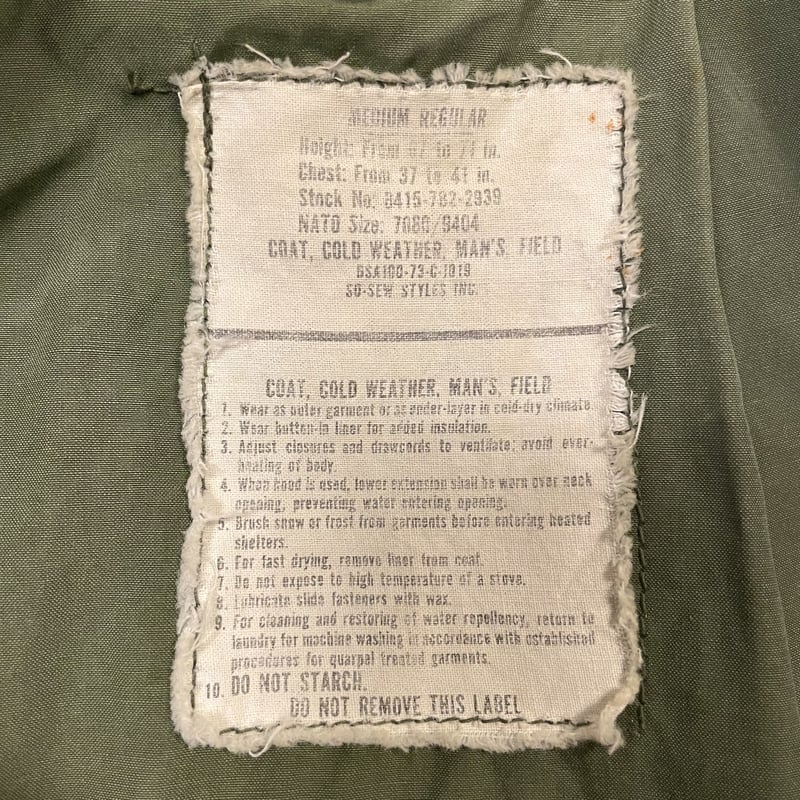 MEDIUM REGULAR
Height: From 67 to 71 in.
Chest: From 37 to 41 in.
Stock No: 8415-782-2939
NATO Size: 7080/9404
COAT, COLD WEATHER, MAN'S, FIELD
DSA100-73-C-1019
SO-SEW STYLES INC.
COAT, COLD WEATHER, MAN'S, FIELD
1. Wear as outer garment or as under-layer in cold-dry climate.
2. Wear button-in liner for added insulation.
3. Adjust closures and drawcords to ventilate; avoid over-
heating of body.
4. When hood is used, lower extension shall be worn over neck
opening, preventing water entering opening.
5. Brush snow or frost from garments before entering heated
shelters.
6. For fast drying, remove liner from coat.
7. Do not expose to high temperature of a stove.
8. Lubricate slide fasteners with wax.
9. For cleaning and restoring of water repellency, return to
laundry for machine washing in accordance with established
procedures for quarpel treated garments.
10. DO NOT STARCH.
DO NOT REMOVE THIS LABEL